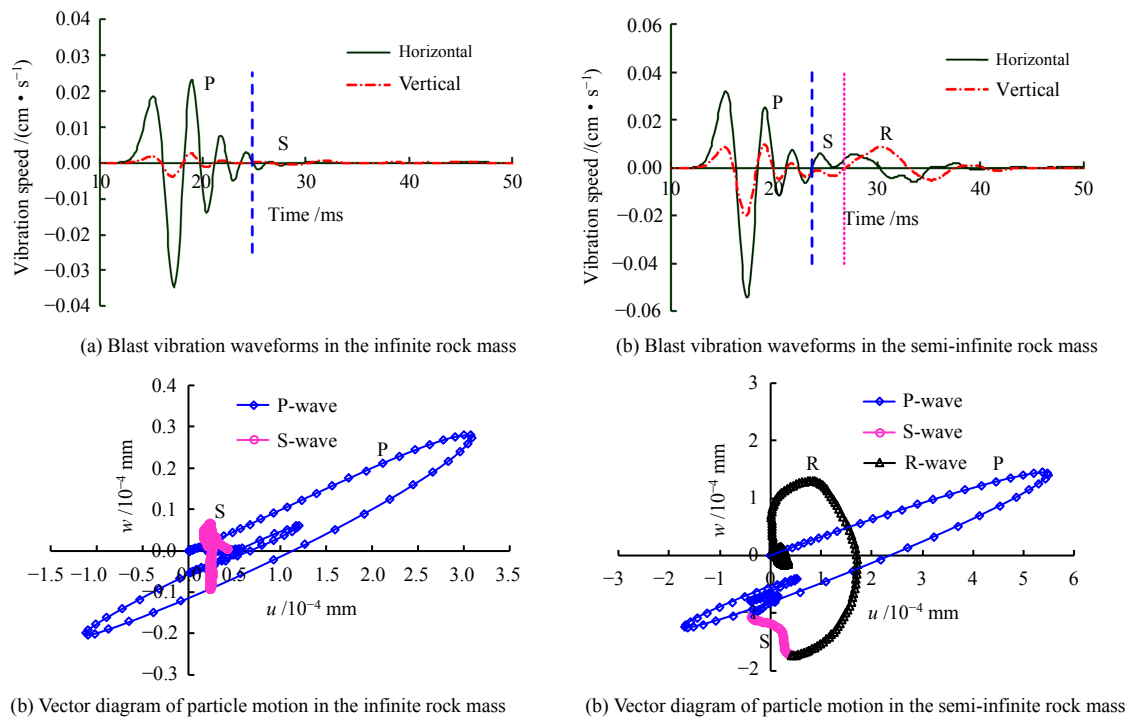 0.04
0.03
0.02
0.01
0.00
−0.01
−0.02
−0.03
−0.04
Vibration speed /(cm • s⁻¹)
10 20 30 40 50
Time /ms
Horizontal
Vertical
P
S
(a) Blast vibration waveforms in the infinite rock mass
0.06
0.04
0.02
0.00
−0.02
−0.04
−0.06
Vibration speed /(cm • s⁻¹)
10 20 30 40 50
Time /ms
Horizontal
Vertical
P
S
R
(b) Blast vibration waveforms in the semi-infinite rock mass
0.4
0.3
0.2
0.1
0.0
−0.1
−0.2
−0.3
w /10⁻⁴ mm
−1.5 −1.0 −0.5 0.0 0.5 1.0 1.5 2.0 2.5 3.0 3.5
u /10⁻⁴ mm
P-wave
S-wave
P
S
(b) Vector diagram of particle motion in the infinite rock mass
3
2
1
0
−1
−2
w /10⁻⁴ mm
−3 −2 −1 0 1 2 3 4 5 6
u /10⁻⁴ mm
P-wave
S-wave
R-wave
R
P
S
(b) Vector diagram of particle motion in the semi-infinite rock mass